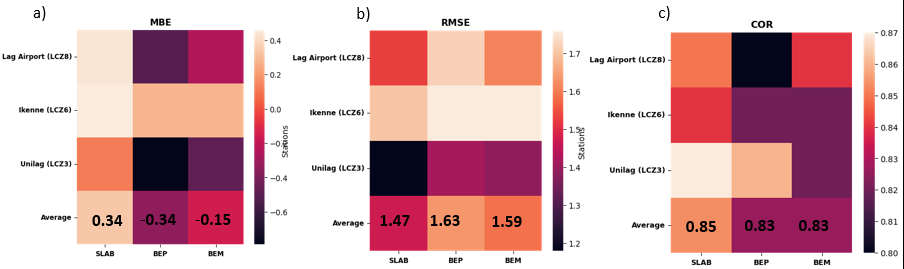 a)
MBE
Lag Airport (LCZ8)
Ikenne (LCZ6)
Unilag (LCZ3)
Average
0.34 -0.34 -0.15
SLAB BEP BEM
0.4
0.2
0.0
−0.2
−0.4
−0.6
Stations
b)
RMSE
Lag Airport (LCZ8)
Ikenne (LCZ6)
Unilag (LCZ3)
Average
1.47 1.63 1.59
SLAB BEP BEM
1.7
1.6
1.5
1.4
1.3
1.2
Stations
c)
COR
Lag Airport (LCZ8)
Ikenne (LCZ6)
Unilag (LCZ3)
Average
0.85 0.83 0.83
SLAB BEP BEM
0.87
0.86
0.85
0.84
0.83
0.82
0.81
0.80